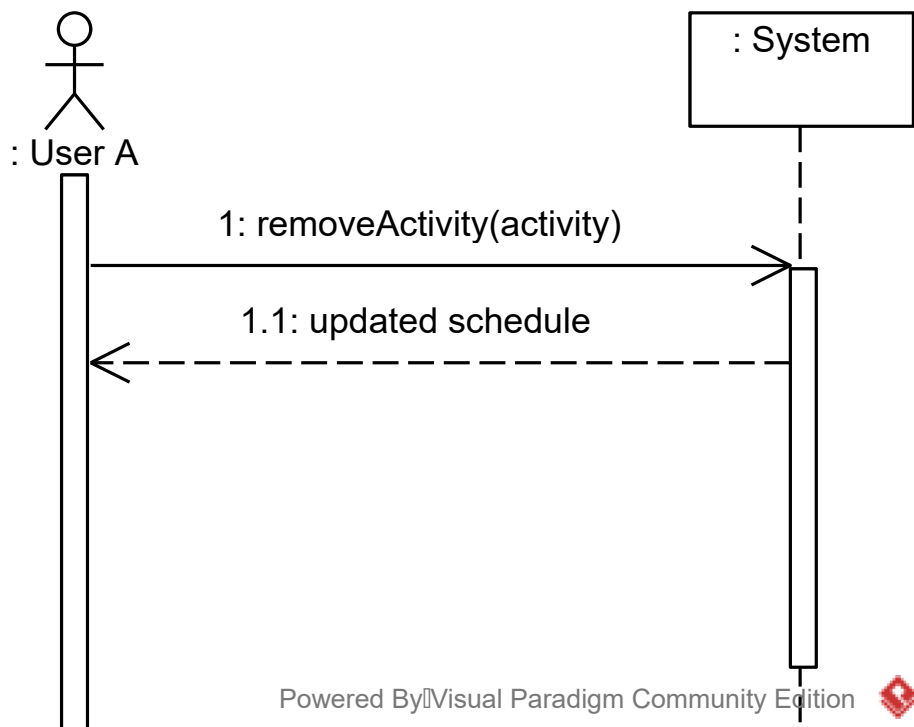 : System
: User A
1: removeActivity(activity)
1.1: updated schedule
Powered By Visual Paradigm Community Edition